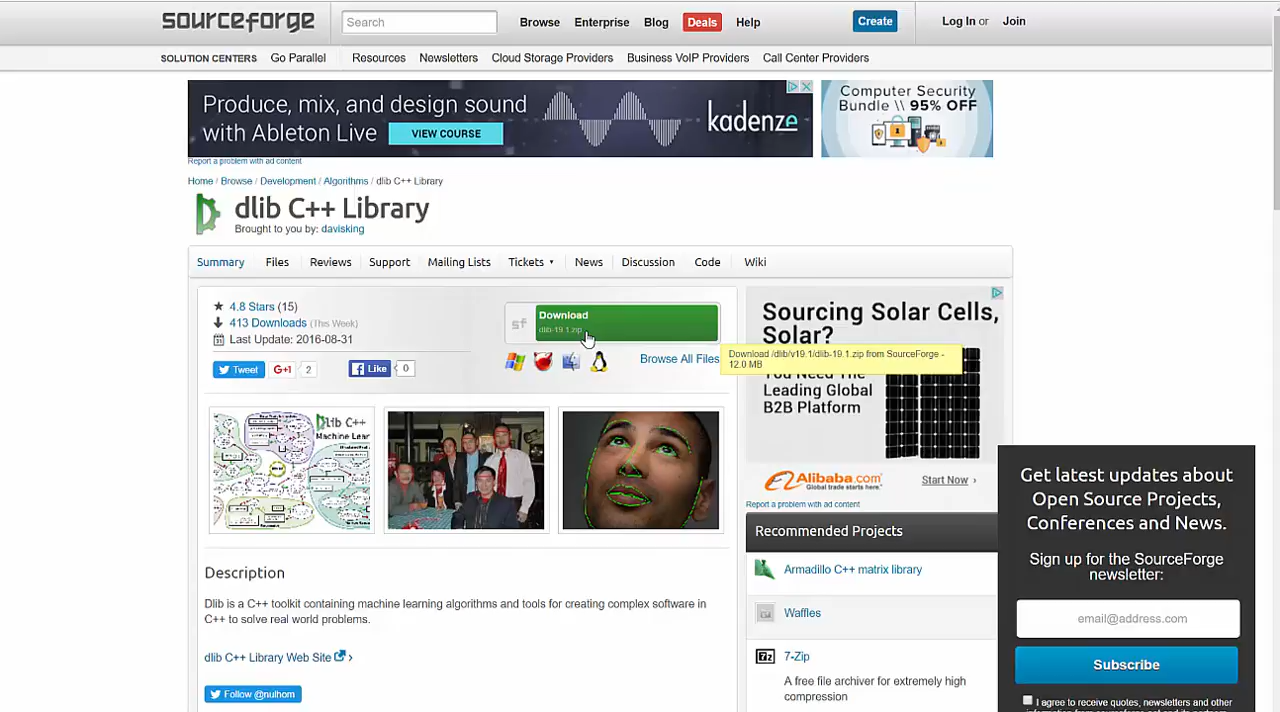 sourceforge
Search
Browse Enterprise Blog Deals Help
Create
Log In or Join
SOLUTION CENTERS Go Parallel Resources Newsletters Cloud Storage Providers Business VoIP Providers Call Center Providers
Produce, mix, and design sound
with Ableton Live VIEW COURSE
kadenze
Computer Security
Bundle \\ 95% OFF
Report a problem with ad content
Home / Browse / Development / Algorithms / dlib C++ Library
dlib C++ Library
Brought to you by: davisking
Summary Files Reviews Support Mailing Lists Tickets News Discussion Code Wiki
4.8 Stars (15)
413 Downloads (This Week)
Last Update: 2016-08-31
Tweet G+1 2 Like 0
sf
Download
dlib-19.1.zip
Browse All Files
Download /dlib/v19.1/dlib-19.1.zip from SourceForge -
12.0 MB
Sourcing Solar Cells,
Solar?
You Need The
Leading Global
B2B Platform
Alibaba.com
Global trade starts here.
Start Now ›
Report a problem with ad content
Dlib C++
Machine Lear
Description
Dlib is a C++ toolkit containing machine learning algorithms and tools for creating complex software in
C++ to solve real world problems.
dlib C++ Library Web Site ›
Follow @nulhom
Recommended Projects
Armadillo C++ matrix library
Waffles
7z
7-Zip
A free file archiver for extremely high
compression
Get latest updates about
Open Source Projects,
Conferences and News.
Sign up for the SourceForge
newsletter:
email@address.com
Subscribe
I agree to receive quotes, newsletters and other